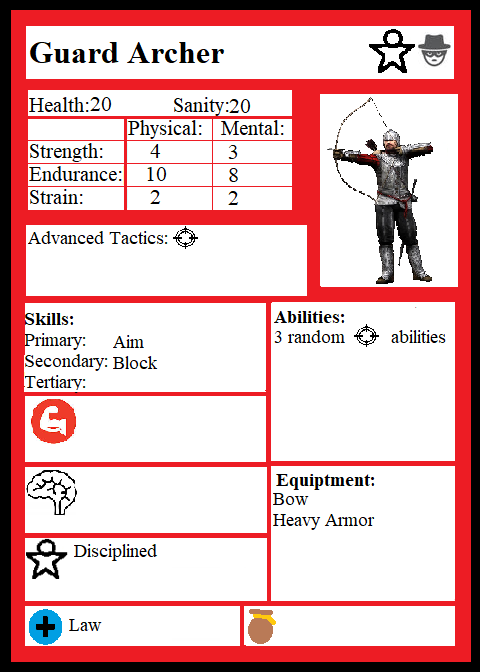 Guard Archer
Health:20 Sanity:20
Physical: Mental:
Strength: 4 3
Endurance: 10 8
Strain: 2 2
Advanced Tactics:
Skills:
Primary: Aim
Secondary: Block
Tertiary:
Abilities:
3 random abilities
Equiptment:
Bow
Heavy Armor
Disciplined
Law